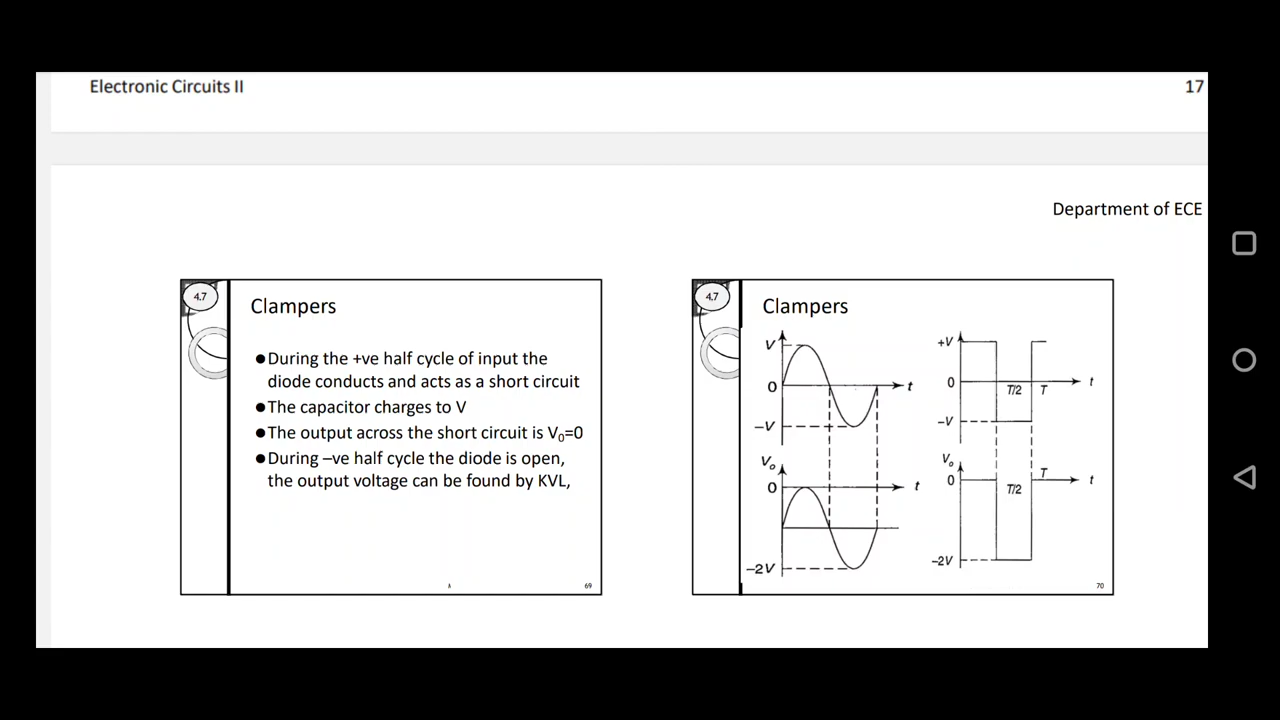 Electronic Circuits II
17
Department of ECE
4.7
Clampers
●During the +ve half cycle of input the
diode conducts and acts as a short circuit
●The capacitor charges to V
●The output across the short circuit is V₀=0
●During –ve half cycle the diode is open,
the output voltage can be found by KVL,
69
4.7
Clampers
V
0
t
–V
Vo
0
t
–2V
+V
0
T/2
T
t
–V
Vo
0
T/2
T
t
–2V
70